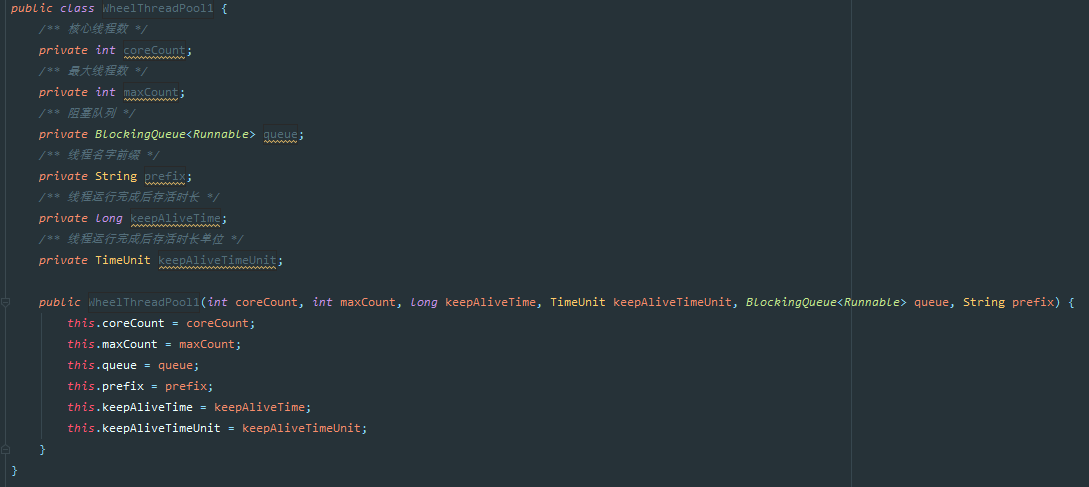 public class WheelThreadPool1 {
/** 核心线程数 */
private int coreCount;
/** 最大线程数 */
private int maxCount;
/** 阻塞队列 */
private BlockingQueue<Runnable> queue;
/** 线程名字前缀 */
private String prefix;
/** 线程运行完成后存活时长 */
private long keepAliveTime;
/** 线程运行完成后存活时长单位 */
private TimeUnit keepAliveTimeUnit;
public WheelThreadPool1(int coreCount, int maxCount, long keepAliveTime, TimeUnit keepAliveTimeUnit, BlockingQueue<Runnable> queue, String prefix) {
this.coreCount = coreCount;
this.maxCount = maxCount;
this.queue = queue;
this.prefix = prefix;
this.keepAliveTime = keepAliveTime;
this.keepAliveTimeUnit = keepAliveTimeUnit;
}
}